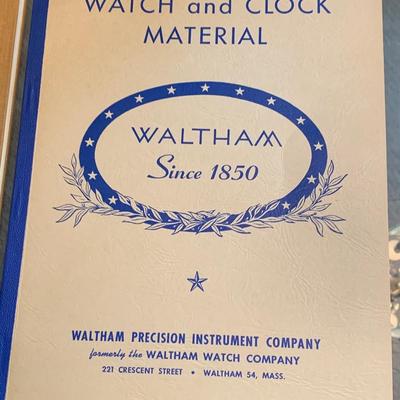 WATCH and CLOCK
MATERIAL
WALTHAM
Since 1850
WALTHAM PRECISION INSTRUMENT COMPANY
formerly the WALTHAM WATCH COMPANY
221 CRESCENT STREET • WALTHAM 54, MASS.